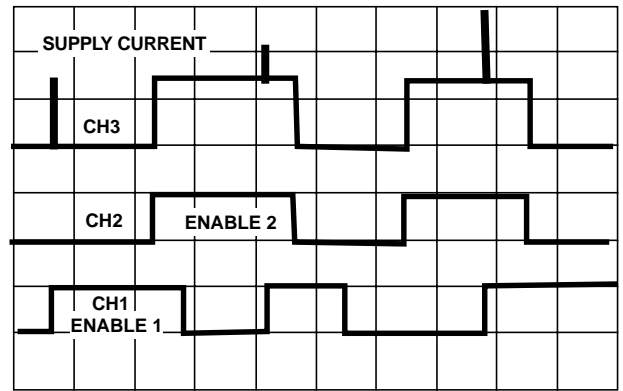 SUPPLY CURRENT
CH3
CH2
ENABLE 2
CH1
ENABLE 1